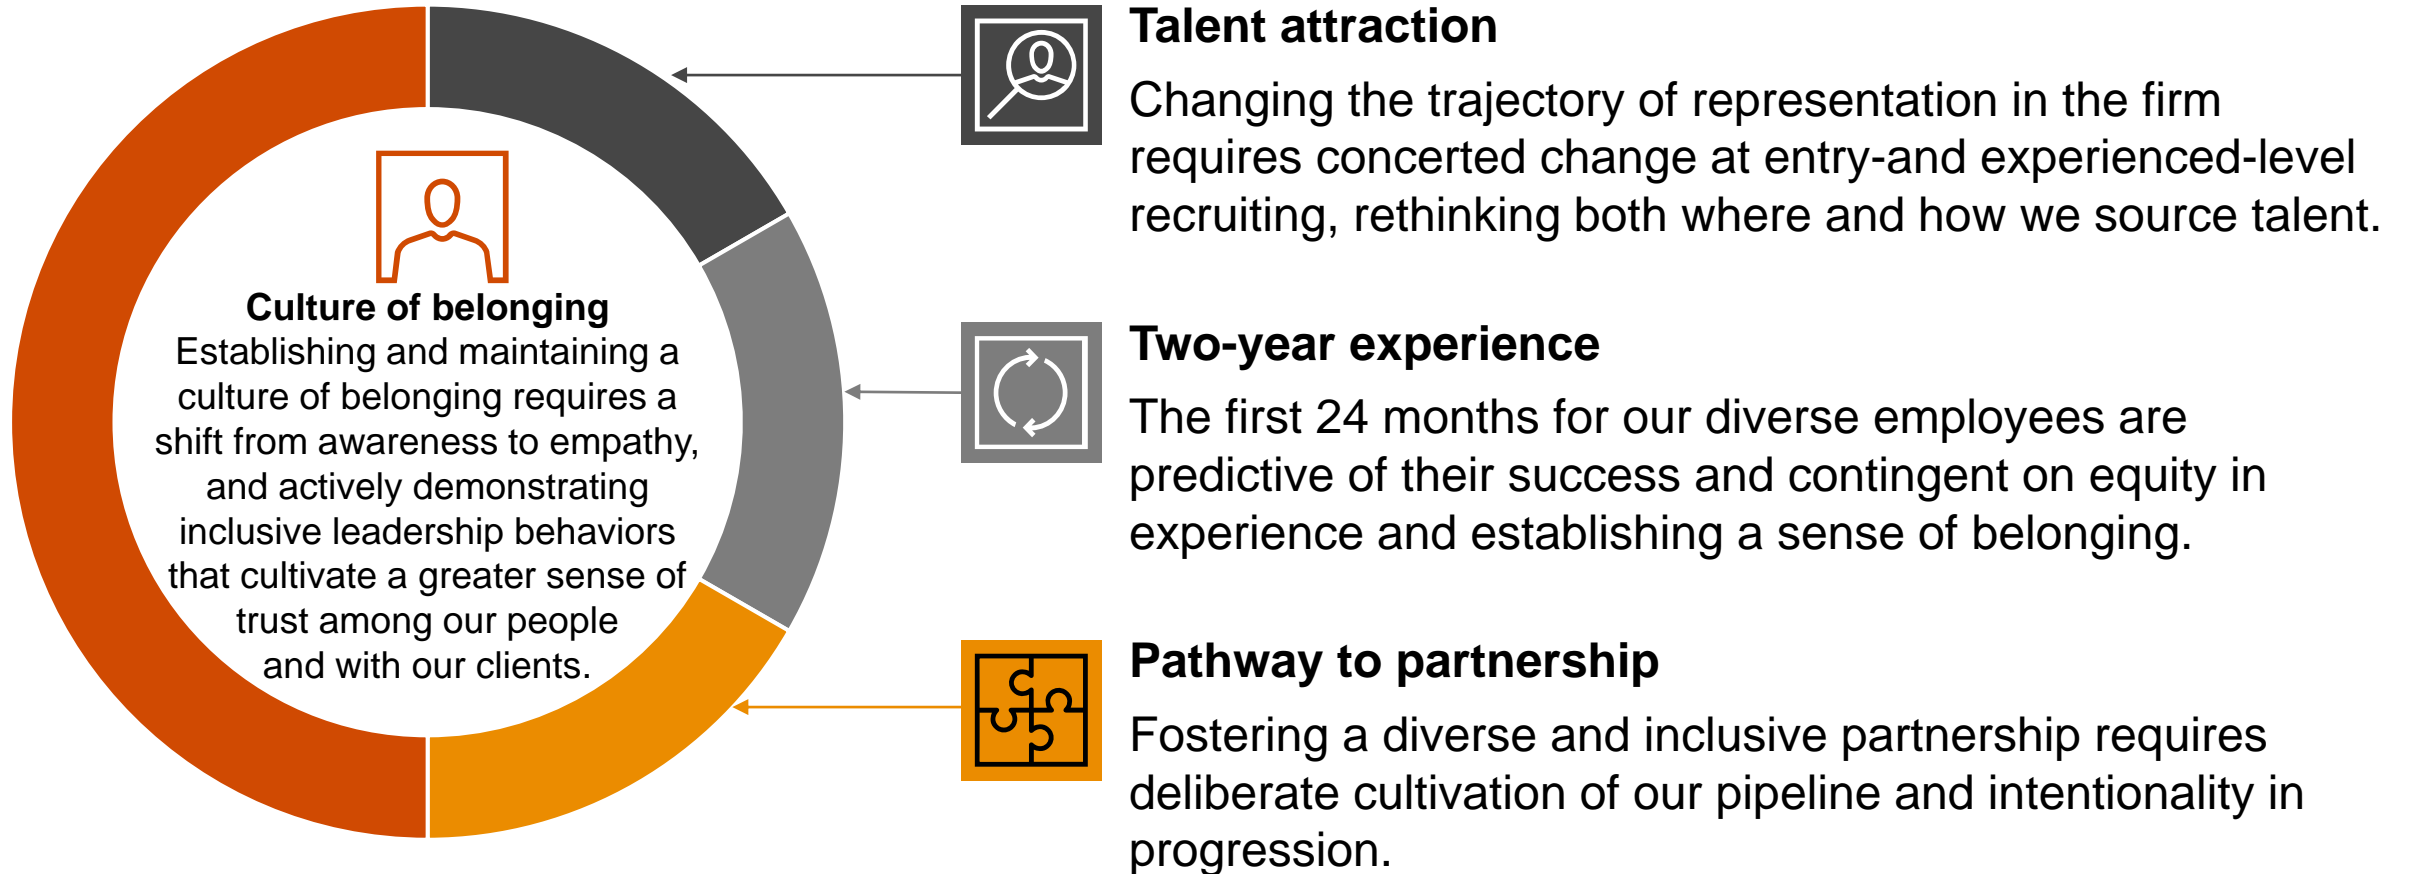 Culture of belonging
Establishing and maintaining a
culture of belonging requires a
shift from awareness to empathy,
and actively demonstrating
inclusive leadership behaviors
that cultivate a greater sense of
trust among our people
and with our clients.
Talent attraction
Changing the trajectory of representation in the firm
requires concerted change at entry-and experienced-level
recruiting, rethinking both where and how we source talent.
Two-year experience
The first 24 months for our diverse employees are
predictive of their success and contingent on equity in
experience and establishing a sense of belonging.
Pathway to partnership
Fostering a diverse and inclusive partnership requires
deliberate cultivation of our pipeline and intentionality in
progression.